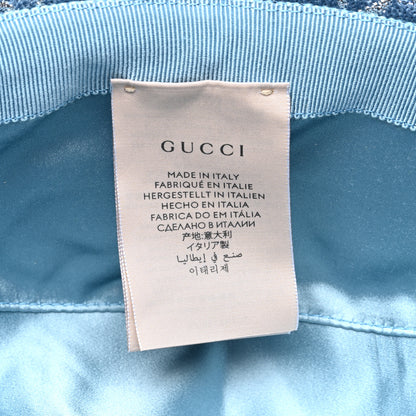 GUCCI
MADE IN ITALY
FABRIQUÉ EN ITALIE
HERGESTELLT IN ITALIEN
HECHO EN ITALIA
FABRICA DO EM ITÁLIA
СДЕЛАНО В ИТАЛИИ
产地:意大利
イタリア製
صنع في إيطاليا
이태리제